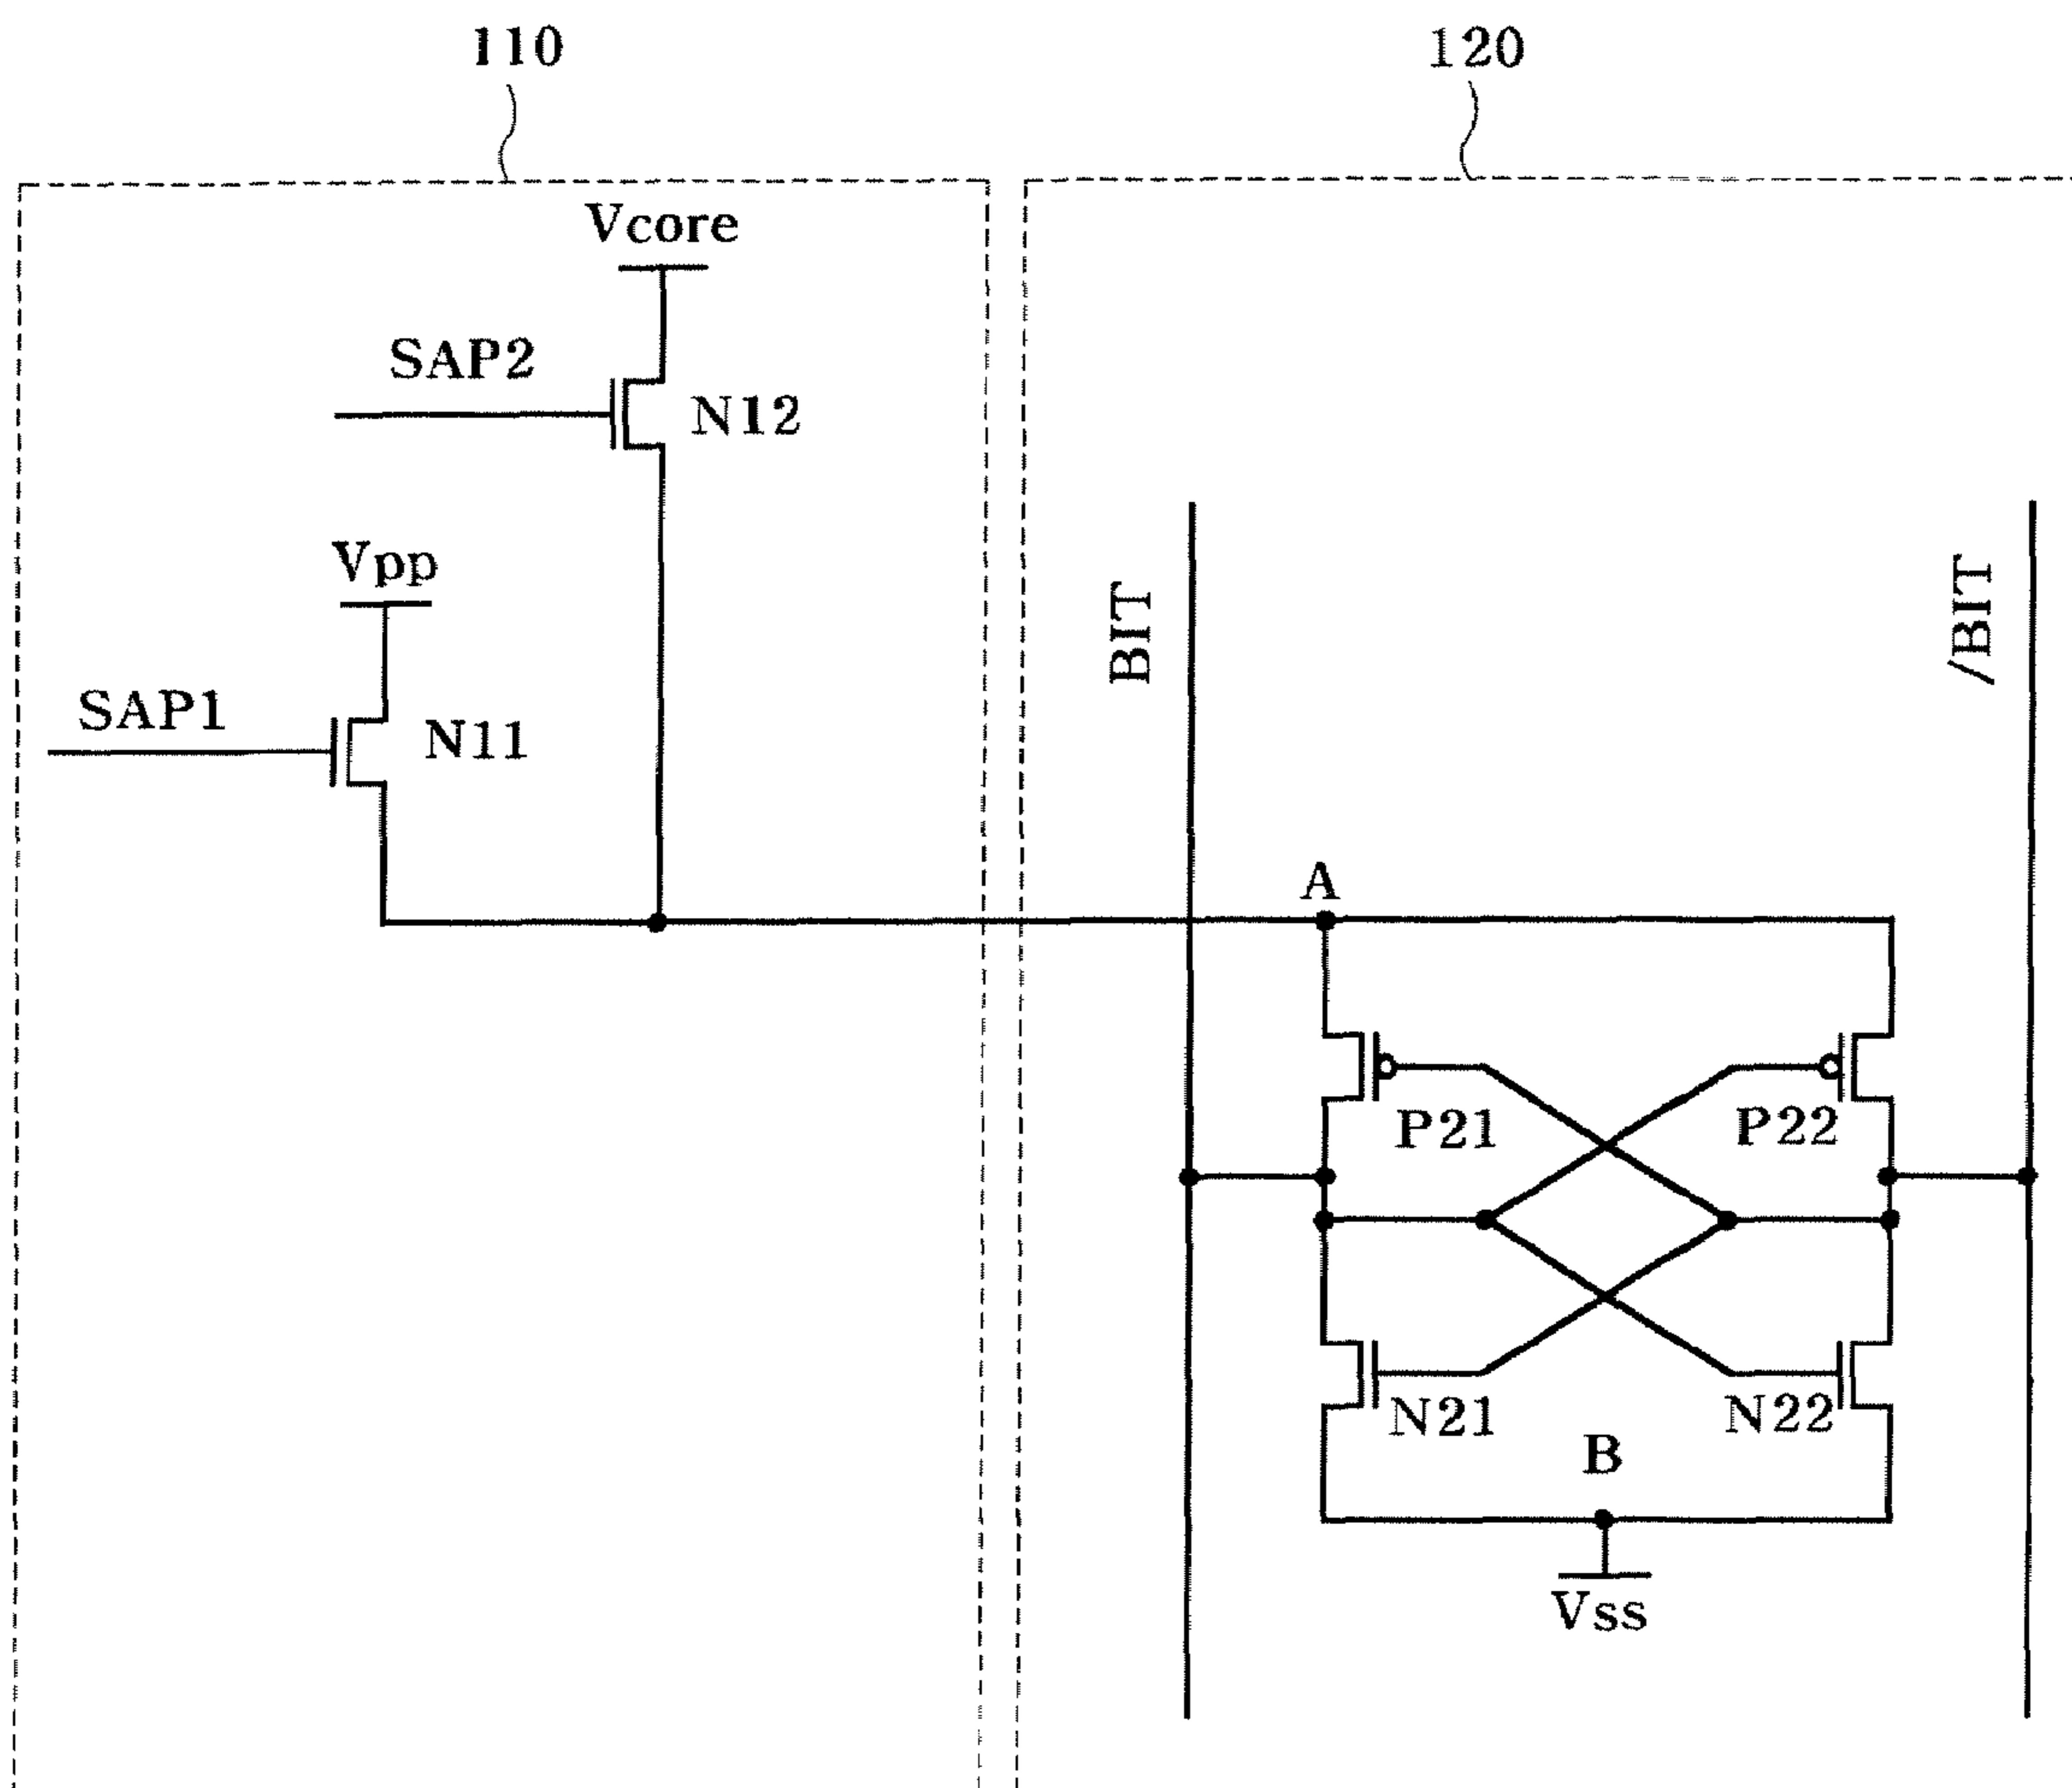 110
120
Vcore
SAP2
N12
Vpp
SAP1
N11
BIT
/BIT
A
P21
P22
N21
N22
B
Vss